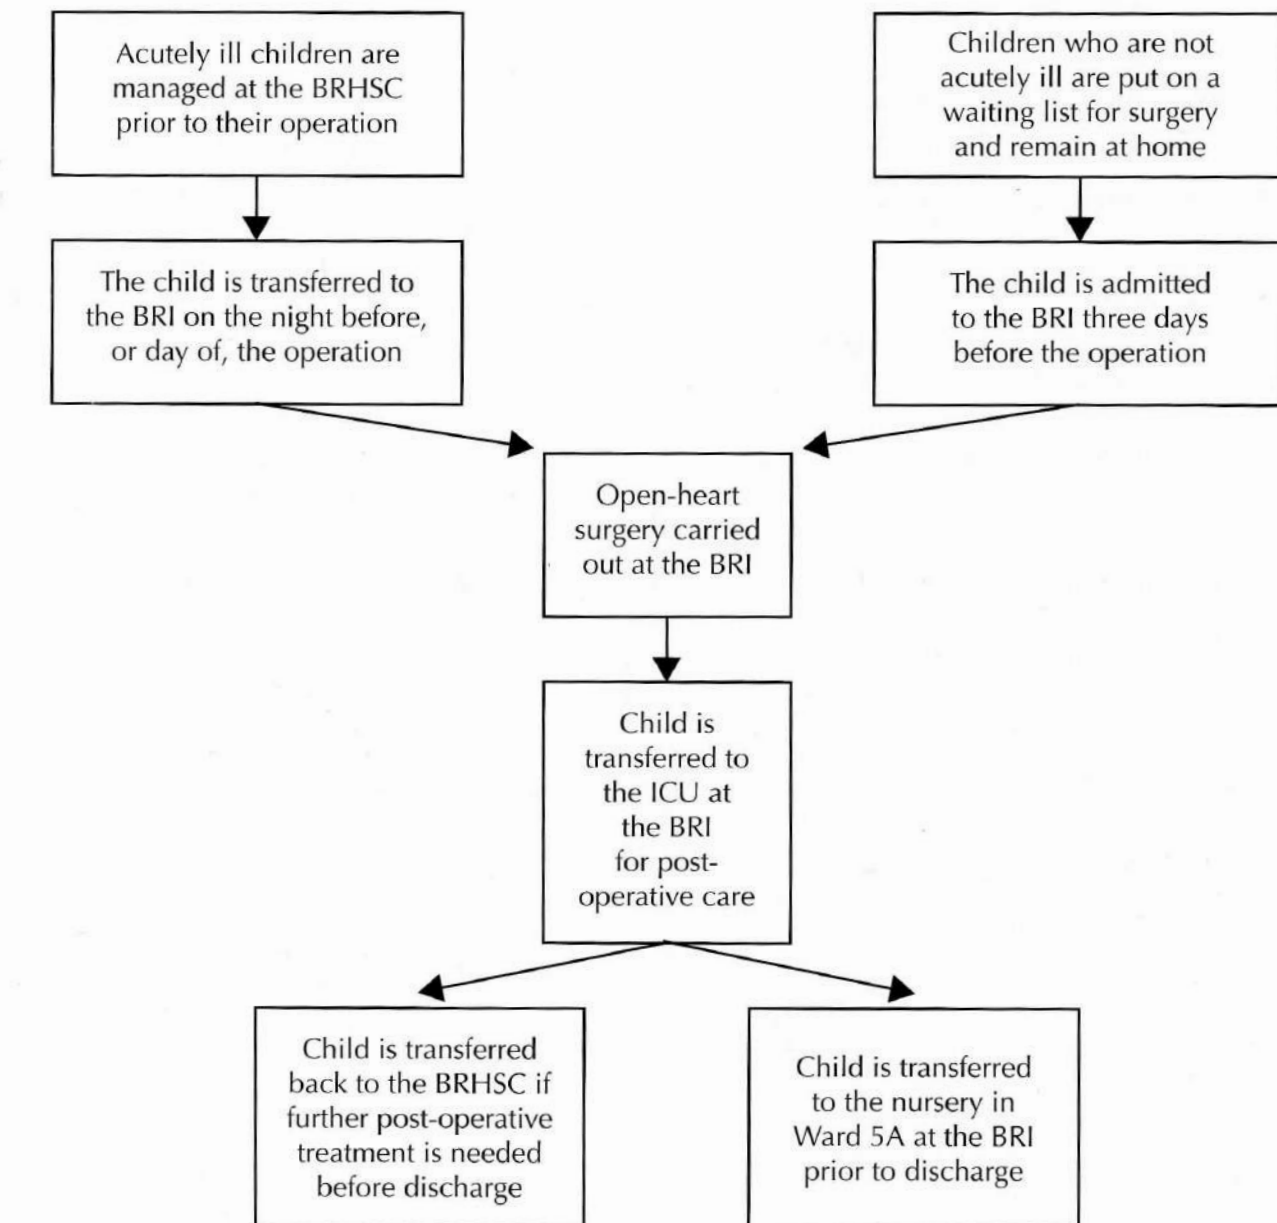 Acutely ill children are
managed at the BRHSC
prior to their operation
Children who are not
acutely ill are put on a
waiting list for surgery
and remain at home
The child is transferred to
the BRI on the night before,
or day of, the operation
The child is admitted
to the BRI three days
before the operation
Open-heart
surgery carried
out at the BRI
Child is
transferred to
the ICU at
the BRI
for post-
operative care
Child is transferred
back to the BRHSC if
further post-operative
treatment is needed
before discharge
Child is transferred
to the nursery in
Ward 5A at the BRI
prior to discharge